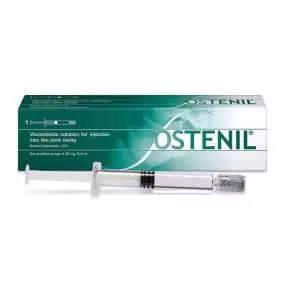 1
Viscoelastic solution for injection
into the joint cavity
Sodium hyaluronate 1.0%
OSTENIL®